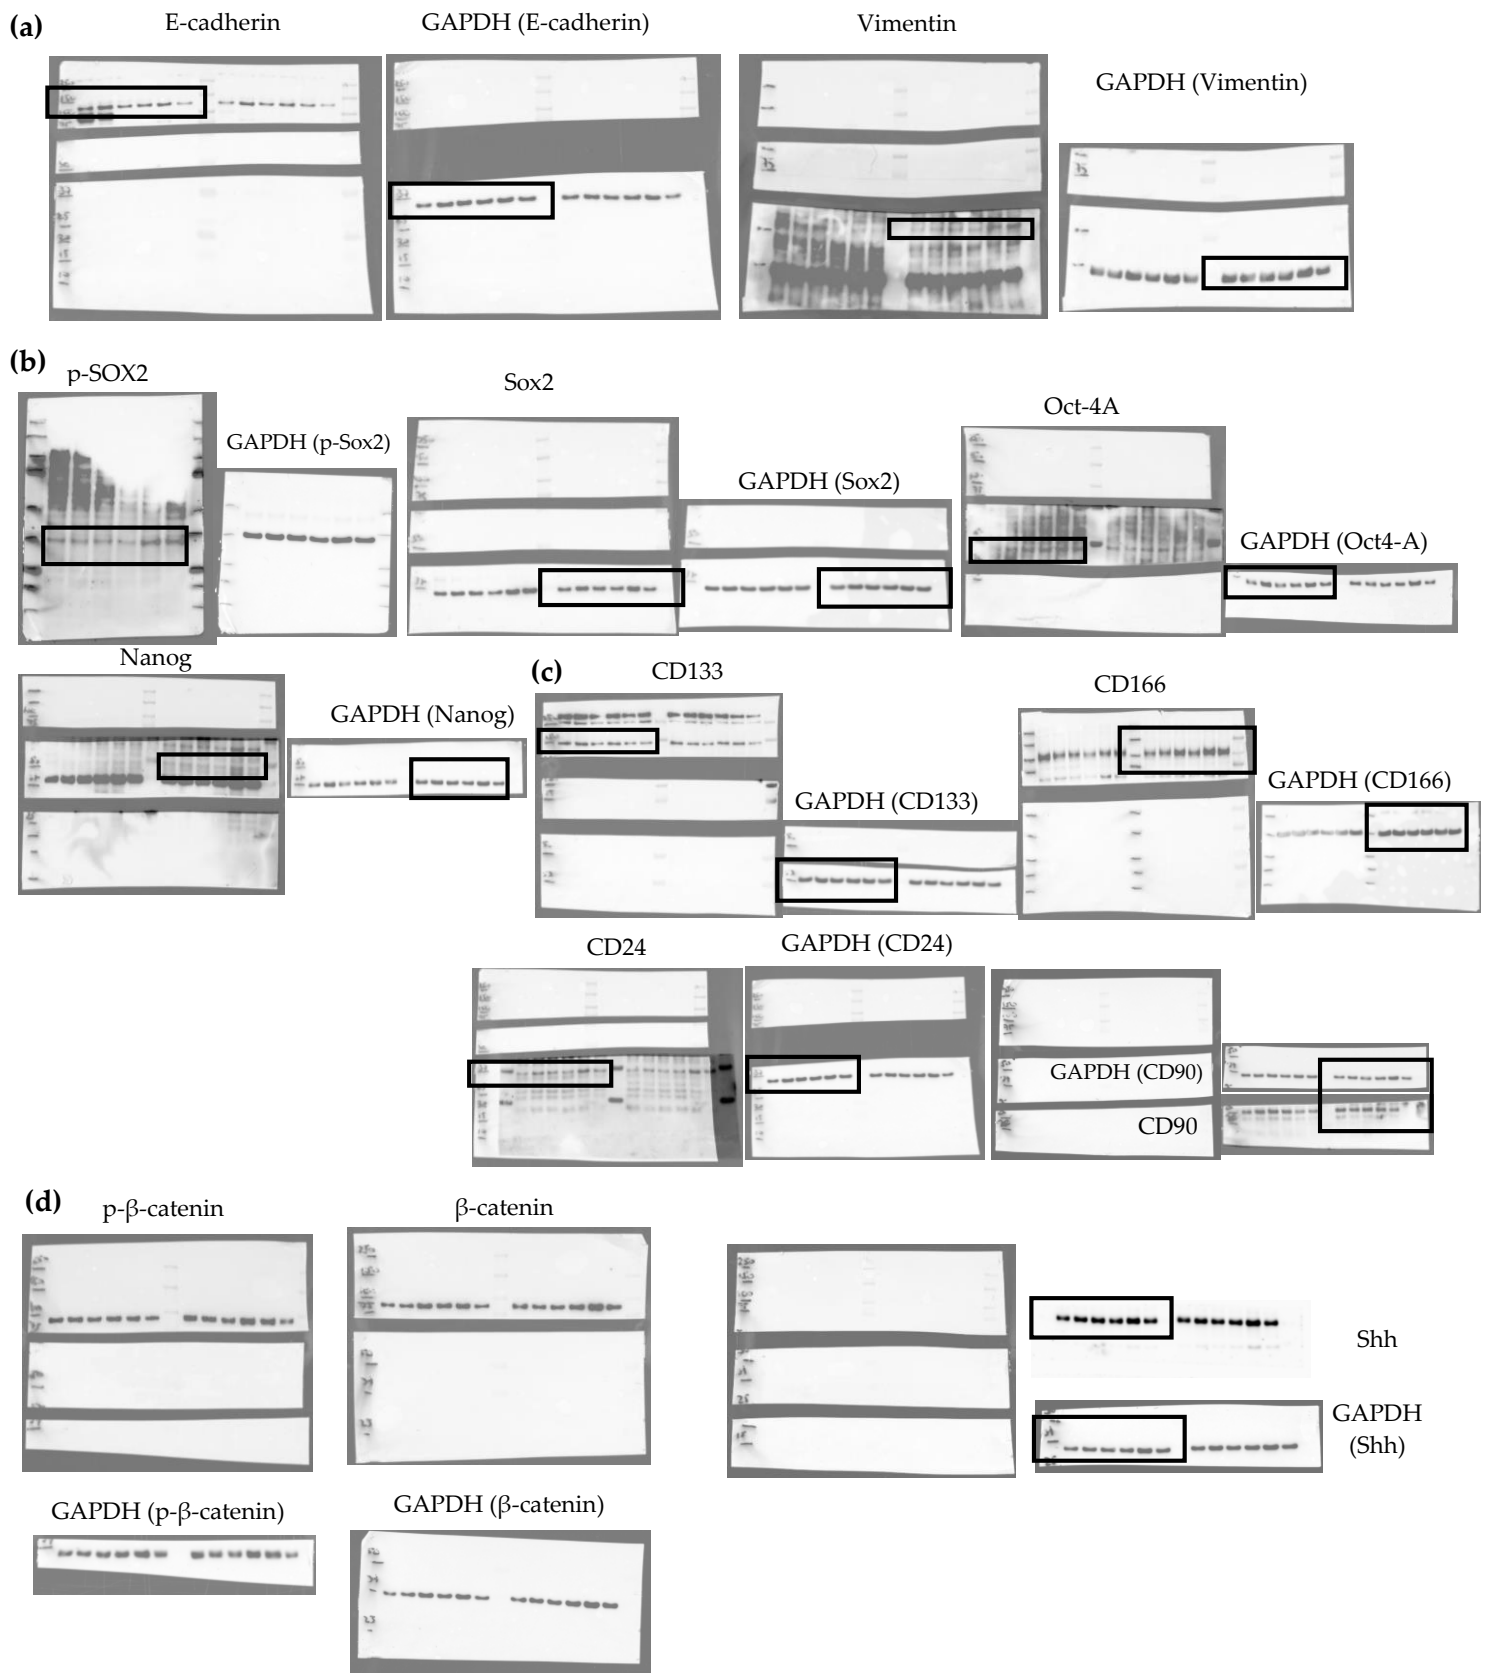 (a)
E-cadherin
GAPDH (E-cadherin)
Vimentin
GAPDH (Vimentin)
(b)
p-SOX2
GAPDH (p-Sox2)
Sox2
GAPDH (Sox2)
Oct-4A
GAPDH (Oct4-A)
Nanog
GAPDH (Nanog)
(c)
CD133
GAPDH (CD133)
CD166
GAPDH (CD166)
CD24
GAPDH (CD24)
GAPDH (CD90)
CD90
(d)
p-β-catenin
β-catenin
Shh
GAPDH
(Shh)
GAPDH (p-β-catenin)
GAPDH (β-catenin)